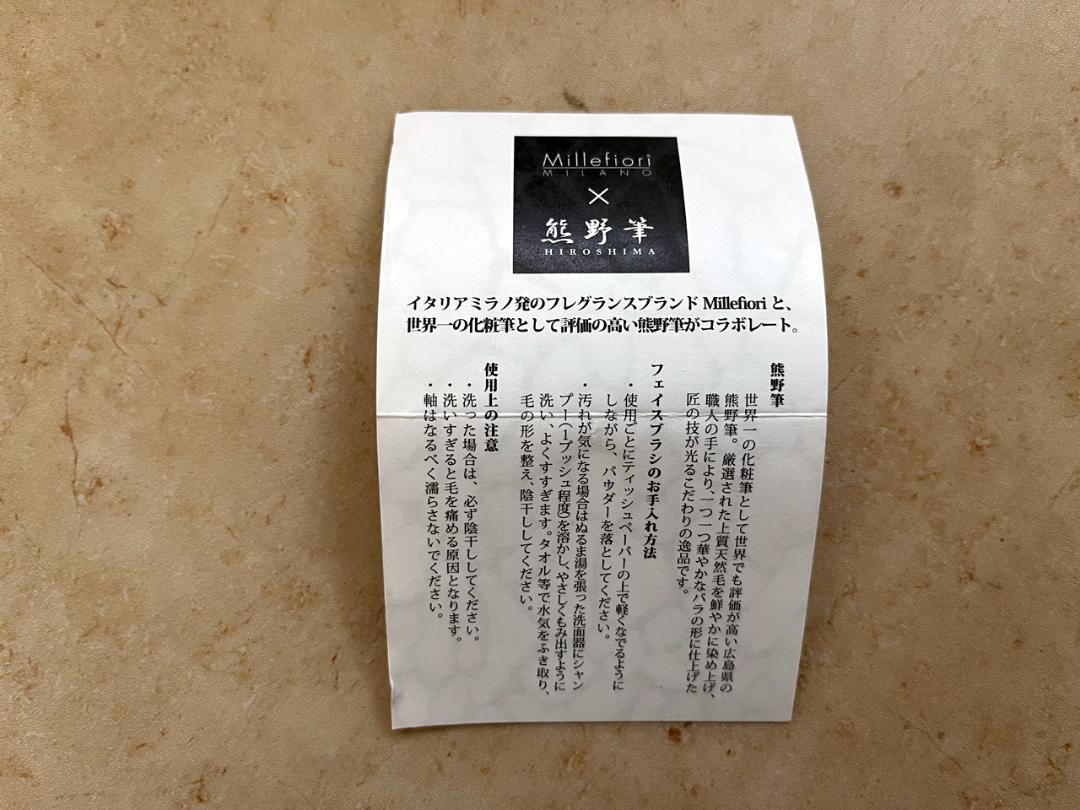 Millefiori
MILANO
×
熊野筆
HIROSHIMA
イタリアミラノ発のフレグランスブランド Millefiori と、
世界一の化粧筆として評価の高い熊野筆がコラボレート。
熊野筆
世界一の化粧筆として世界でも評価が高い広島県の
熊野筆。厳選された上質天然毛を鮮やかに染め上げ、
職人の手により、一つ一つ華やかなバラの形に仕上げた
匠の技が光るこだわりの逸品です。
フェイスブラシのお手入れ方法
・使用ごとにティッシュペーパーの上で軽くなでるように
しながら、パウダーを落としてください。
・汚れが気になる場合はぬるま湯を張った洗面器にシャン
プー(1プッシュ程度)を溶かし、やさしくもみ出すように
洗い、よくすすぎます。タオル等で水気をふき取り、
毛の形を整え、陰干ししてください。
使用上の注意
・洗った場合は、必ず陰干ししてください。
・洗いすぎると毛を痛める原因となります。
・軸はなるべく濡らさないでください。